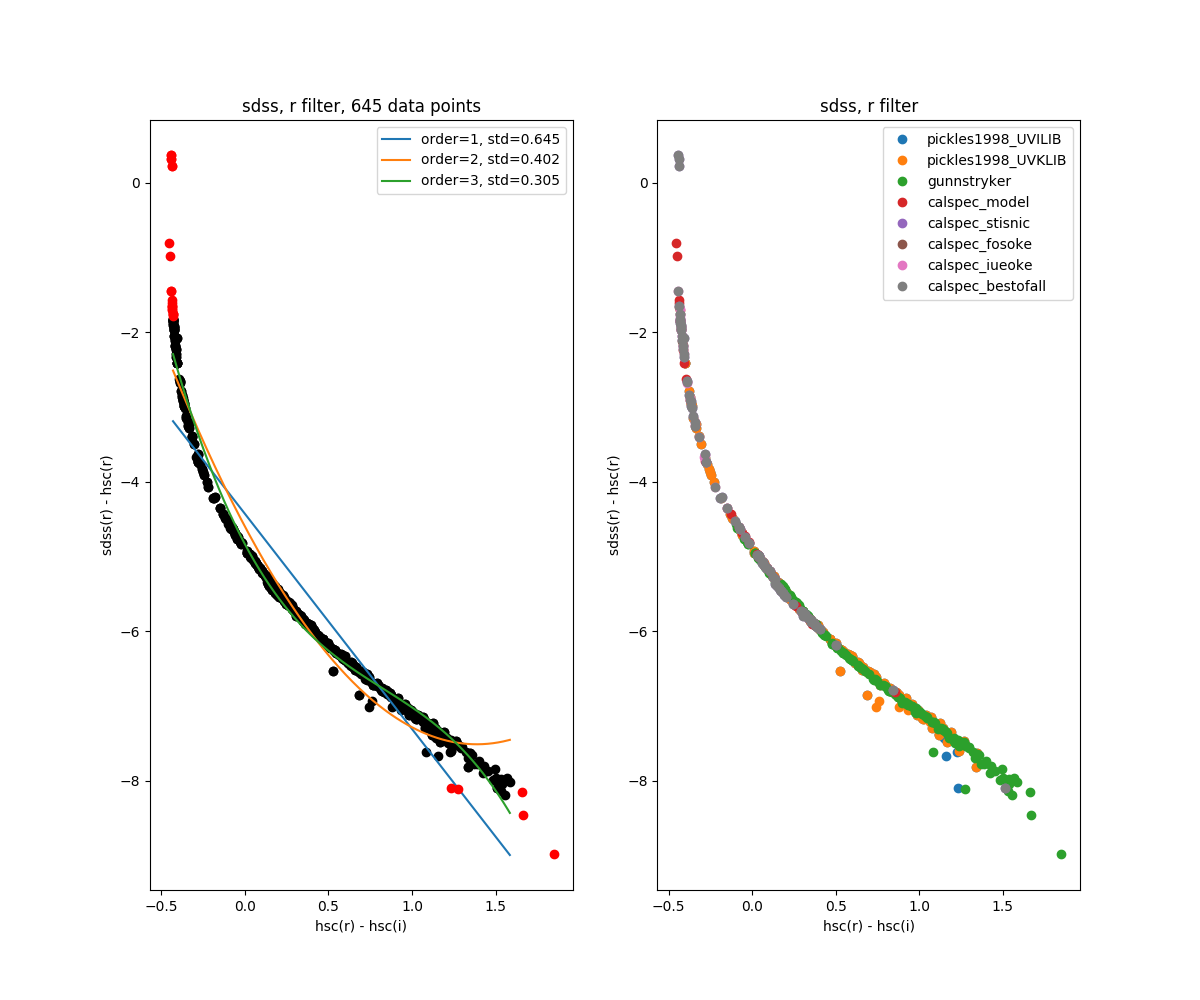 sdss, r filter, 645 data points
order=1, std=0.645
order=2, std=0.402
order=3, std=0.305
0
−2
−4
−6
−8
sdss(r) - hsc(r)
−0.5
0.0
0.5
1.0
1.5
hsc(r) - hsc(i)
sdss, r filter
pickles1998_UVILIB
pickles1998_UVKLIB
gunnstryker
calspec_model
calspec_stisnic
calspec_fosoke
calspec_iueoke
calspec_bestofall
0
−2
−4
−6
−8
sdss(r) - hsc(r)
−0.5
0.0
0.5
1.0
1.5
hsc(r) - hsc(i)